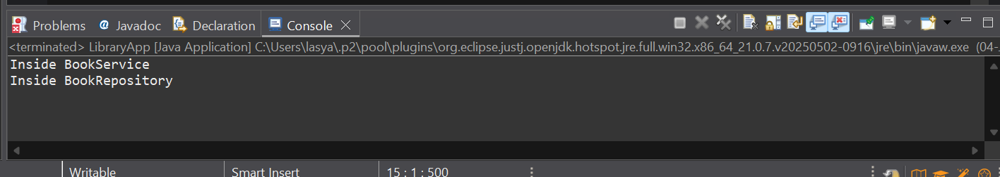 Problems @ Javadoc Declaration Console
<terminated> LibraryApp [Java Application] C:\Users\lasya\.p2\pool\plugins\org.eclipse.justj.openjdk.hotspot.jre.full.win32.x86_64_21.0.7.v20250502-0916\jre\bin\javaw.exe (04-
Inside BookService
Inside BookRepository
Writable Smart Insert 15 : 1 : 500